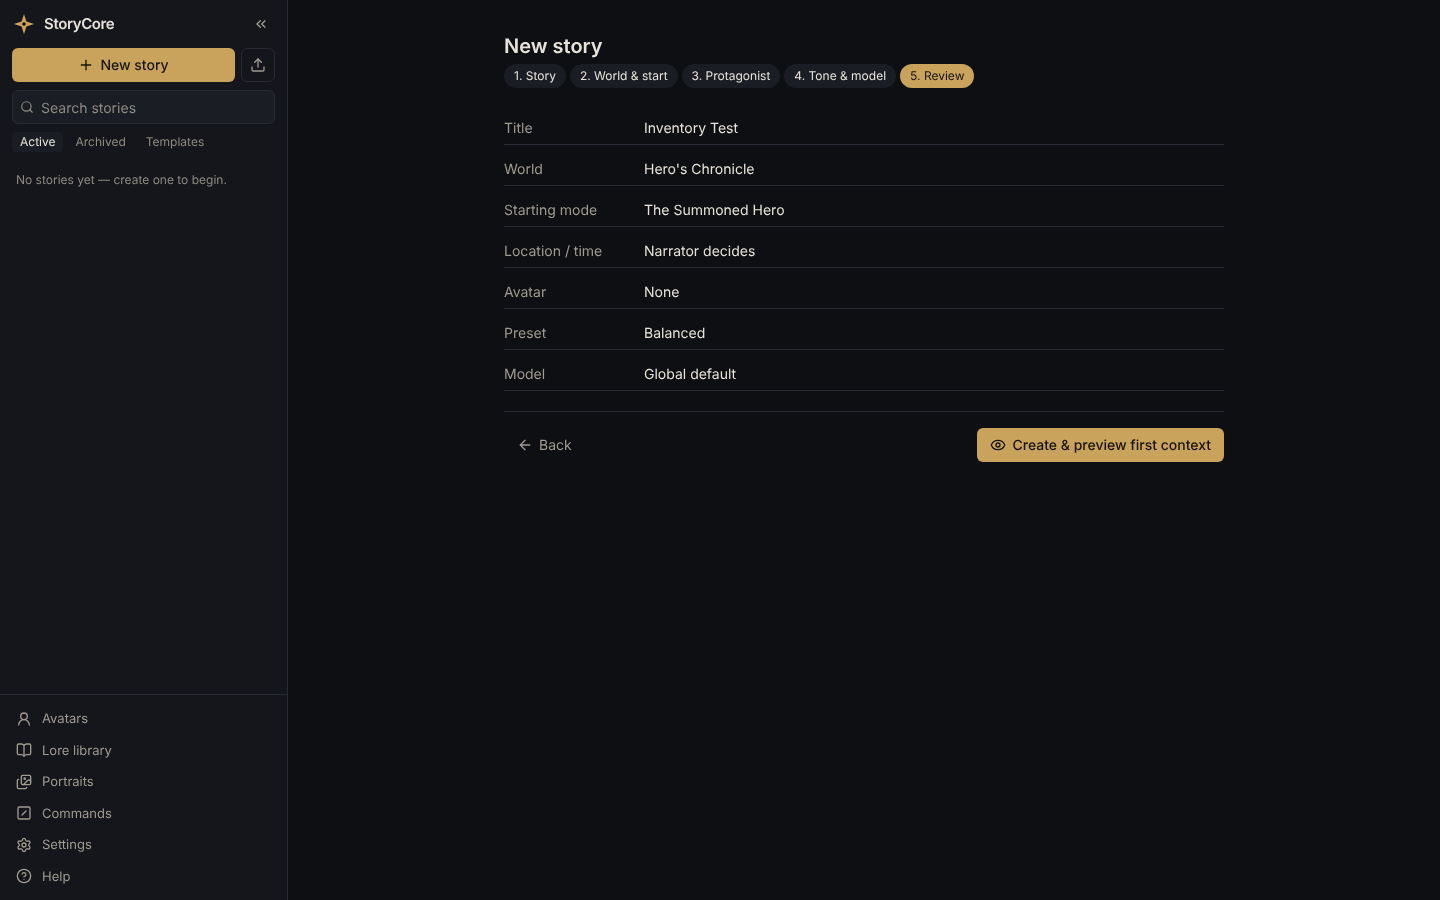 StoryCore
New story
Search stories
Active Archived Templates
No stories yet — create one to begin.
Avatars
Lore library
Portraits
Commands
Settings
Help
New story
1. Story 2. World & start 3. Protagonist 4. Tone & model 5. Review
Title Inventory Test
World Hero's Chronicle
Starting mode The Summoned Hero
Location / time Narrator decides
Avatar None
Preset Balanced
Model Global default
Back Create & preview first context